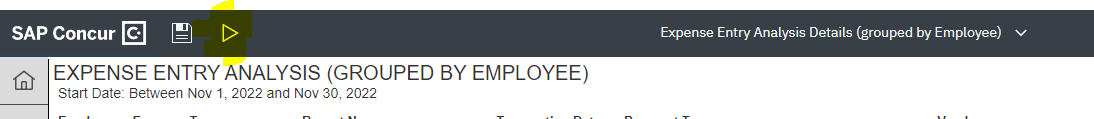 SAP Concur C
Expense Entry Analysis Details (grouped by Employee)
EXPENSE ENTRY ANALYSIS (GROUPED BY EMPLOYEE)
Start Date: Between Nov 1, 2022 and Nov 30, 2022